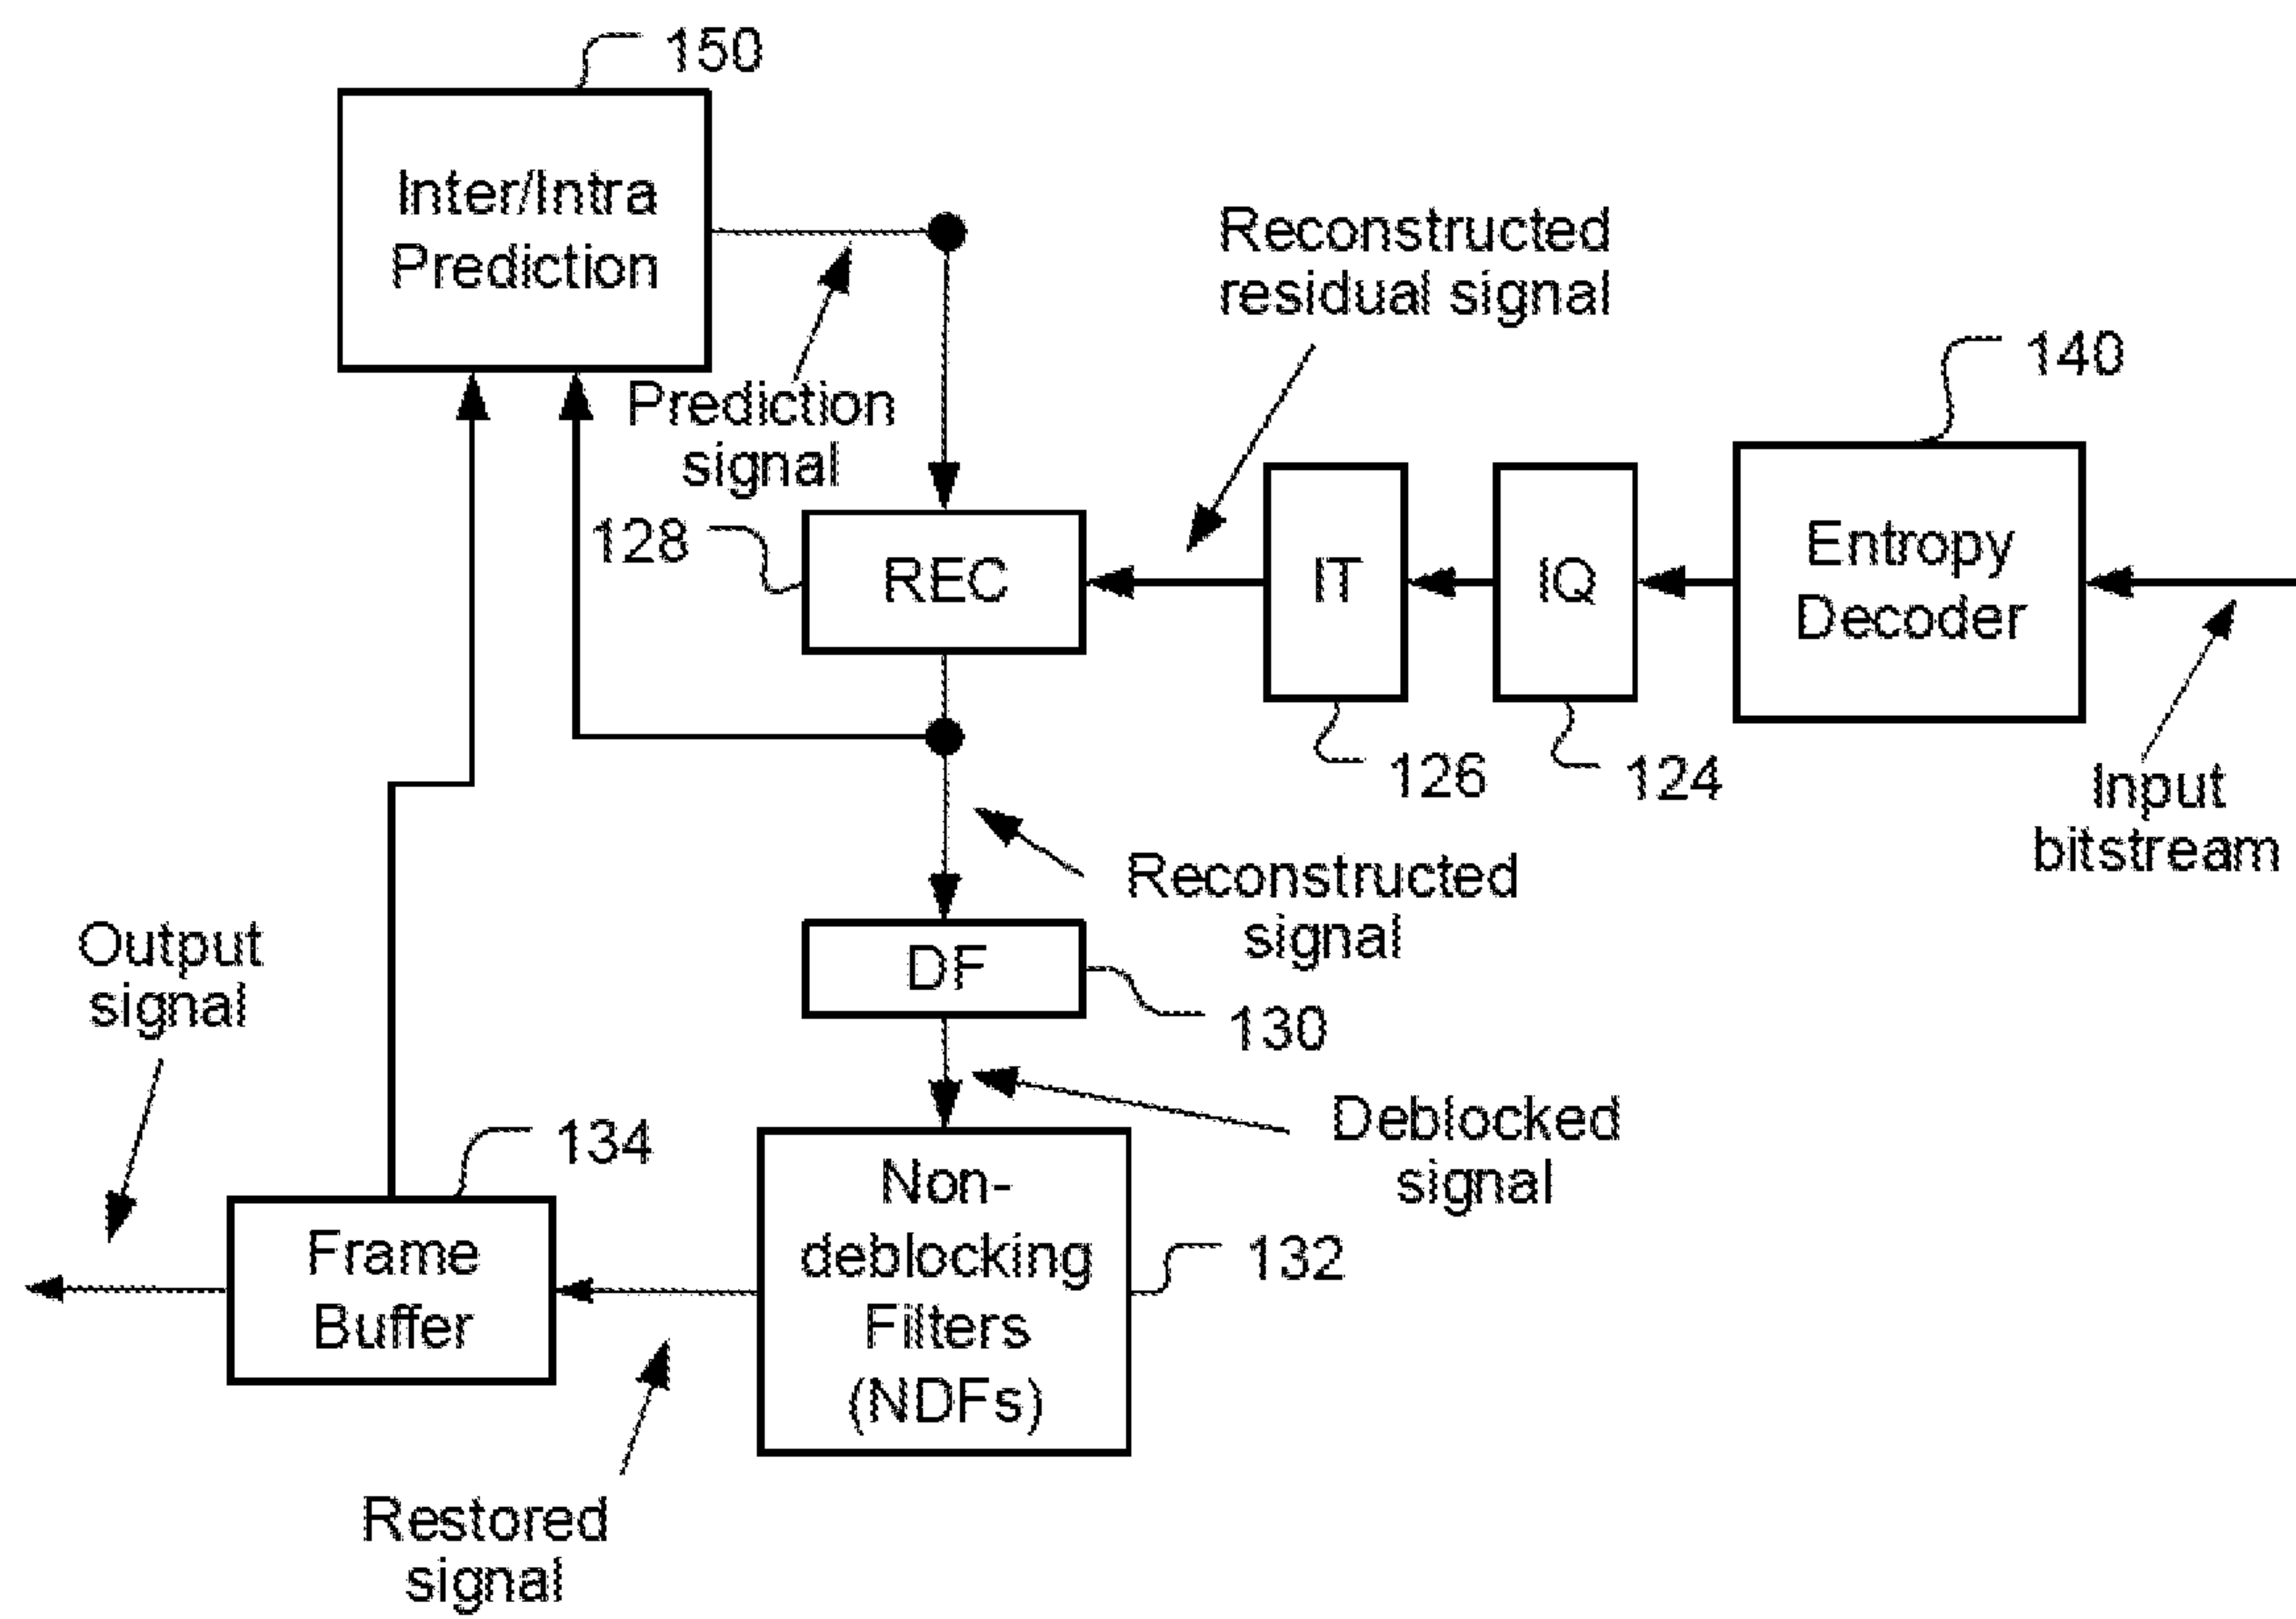 150
Inter/Intra
Prediction
Prediction
signal
Reconstructed
residual signal
140
128
REC
IT
IQ
Entropy
Decoder
126
124
Input
bitstream
Reconstructed
signal
DF
130
Output
signal
Deblocked
signal
134
Frame
Buffer
Non-
deblocking
Filters
(NDFs)
132
Restored
signal